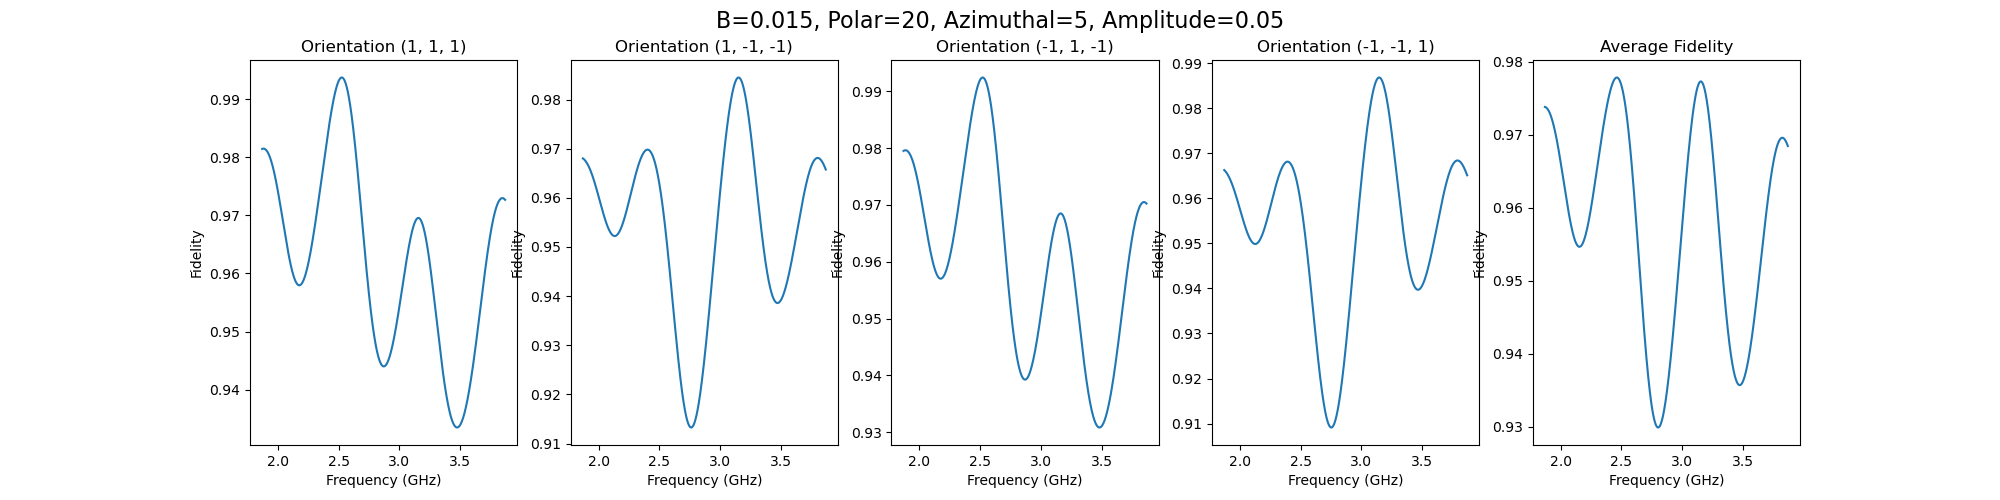 B=0.015, Polar=20, Azimuthal=5, Amplitude=0.05
Orientation (1, 1, 1)
Fidelity
0.99
0.98
0.97
0.96
0.95
0.94
2.0 2.5 3.0 3.5
Frequency (GHz)
Orientation (1, -1, -1)
Fidelity
0.98
0.97
0.96
0.95
0.94
0.93
0.92
0.91
2.0 2.5 3.0 3.5
Frequency (GHz)
Orientation (-1, 1, -1)
Fidelity
0.99
0.98
0.97
0.96
0.95
0.94
0.93
2.0 2.5 3.0 3.5
Frequency (GHz)
Orientation (-1, -1, 1)
Fidelity
0.99
0.98
0.97
0.96
0.95
0.94
0.93
0.92
0.91
2.0 2.5 3.0 3.5
Frequency (GHz)
Average Fidelity
Fidelity
0.98
0.97
0.96
0.95
0.94
0.93
2.0 2.5 3.0 3.5
Frequency (GHz)